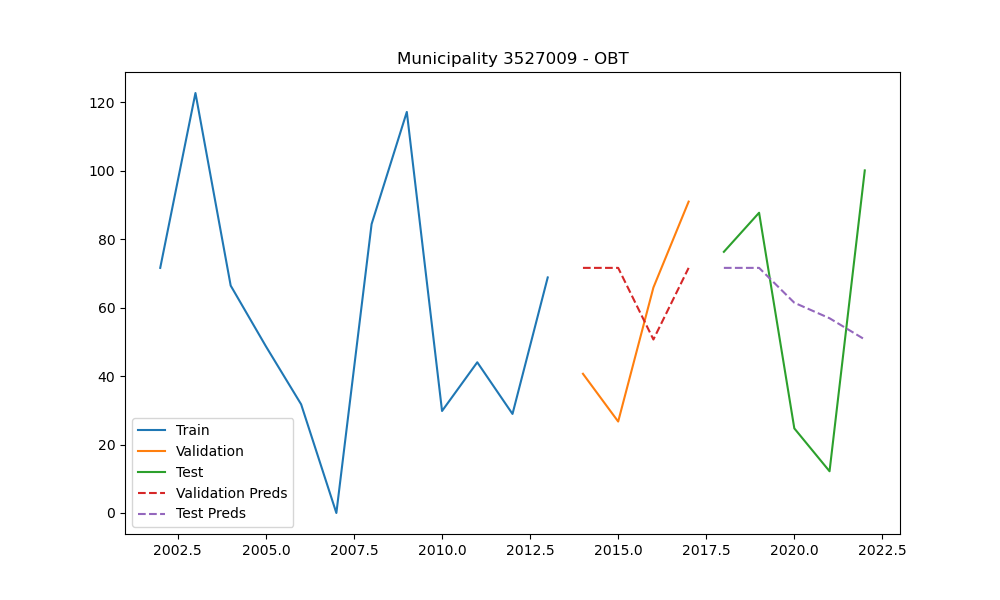 Municipality 3527009 - OBT
120
100
80
60
40
20
0
Train
Validation
Test
Validation Preds
Test Preds
2002.5 2005.0 2007.5 2010.0 2012.5 2015.0 2017.5 2020.0 2022.5